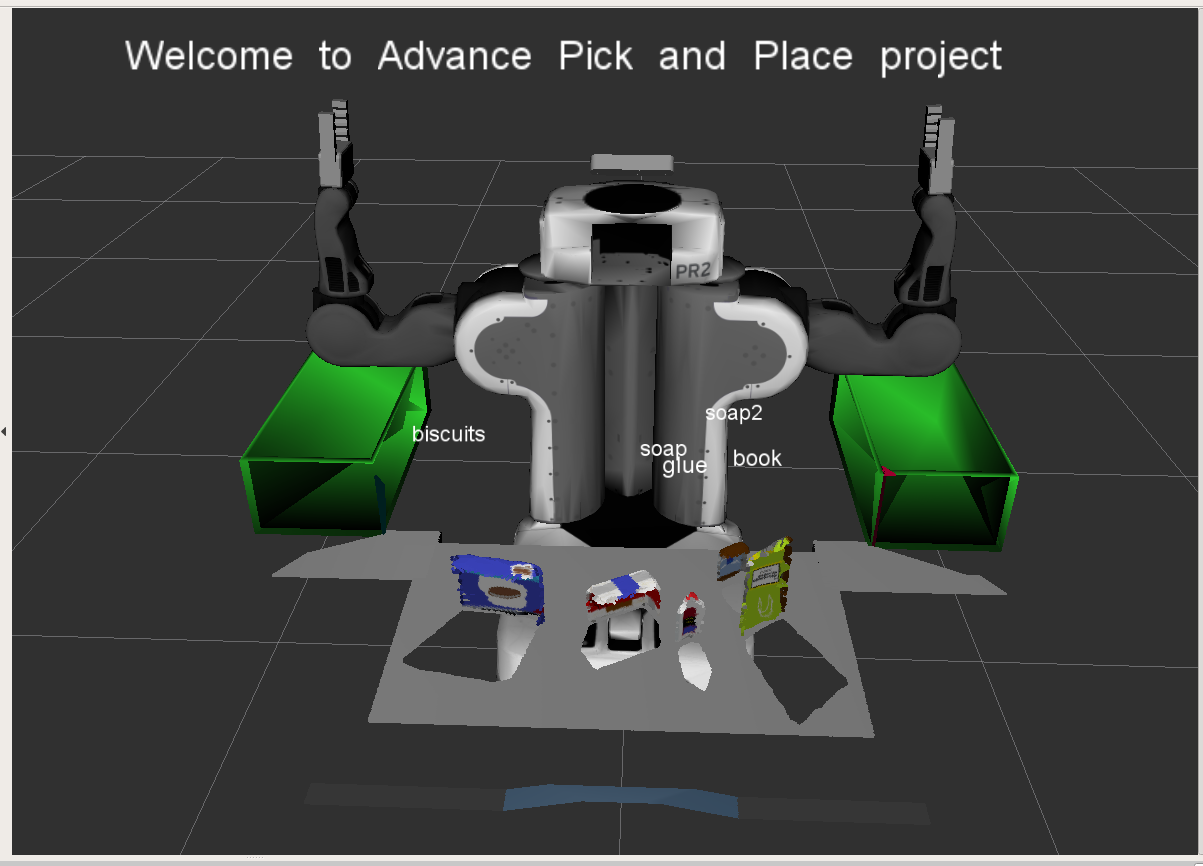 Welcome to Advance Pick and Place project
PR2
soap2
biscuits
soap
book
glue